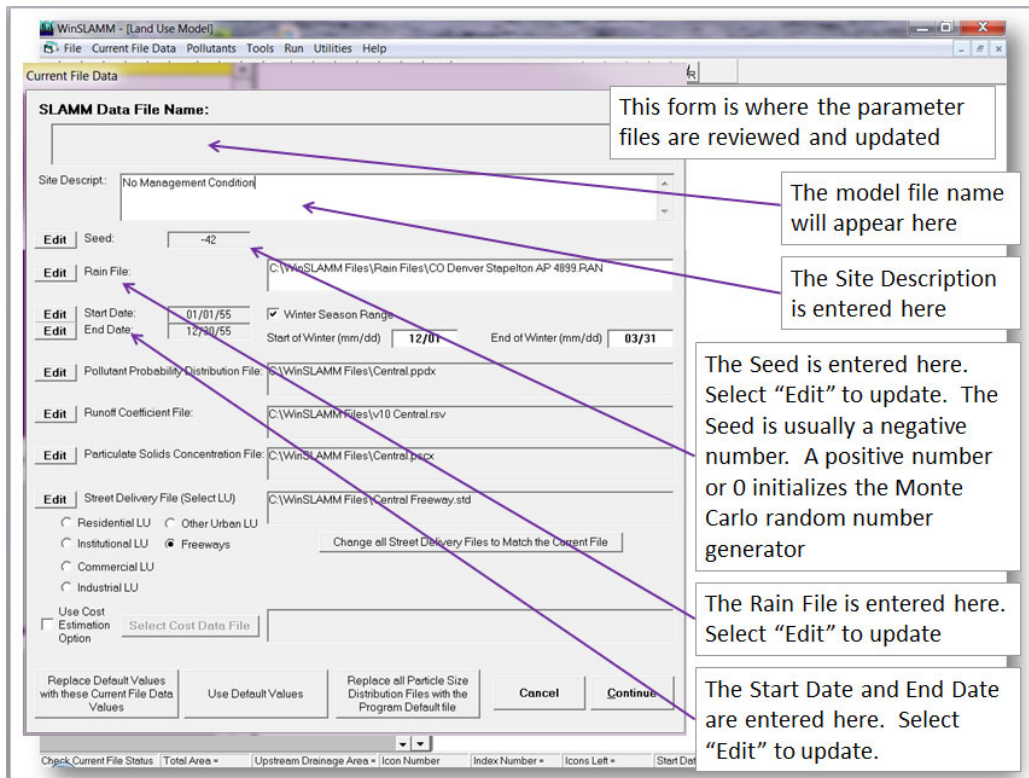 WinSLAMM - [Land Use Model]
File Current File Data Pollutants Tools Run Utilities Help
Current File Data
SLAMM Data File Name:
This form is where the parameter
files are reviewed and updated
The model file name
will appear here
Site Descript.: No Management Condition
The Site Description
is entered here
Edit Seed: -42
Edit Rain File: C:\WinSLAMM Files\Rain Files\CO Denver Stapelton AP 4899.RAN
Edit Start Date: 01/01/55 Winter Season Range
Edit End Date: 12/30/55 Start of Winter (mm/dd) 12/01 End of Winter (mm/dd) 03/31
The Seed is entered here.
Select “Edit” to update. The
Seed is usually a negative
number. A positive number
or 0 initializes the Monte
Carlo random number
generator
Edit Pollutant Probability Distribution File: C:\WinSLAMM Files\Central.ppdx
Edit Runoff Coefficient File: C:\WinSLAMM Files\v10 Central.rsv
Edit Particulate Solids Concentration File: C:\WinSLAMM Files\Central.pscx
Edit Street Delivery File (Select LU) C:\WinSLAMM Files\Central Freeway.std
Residential LU Other Urban LU
Institutional LU Freeways Change all Street Delivery Files to Match the Current File
Commercial LU
Industrial LU
The Rain File is entered here.
Select “Edit” to update
Use Cost
Estimation
Option
Select Cost Data File
Replace Default Values
with these Current File Data
Values
Use Default Values
Replace all Particle Size
Distribution Files with the
Program Default file
Cancel
Continue
The Start Date and End Date
are entered here. Select
“Edit” to update.
Check Current File Status Total Area = Upstream Drainage Area = Icon Number Index Number = Icons Left = Start Dat